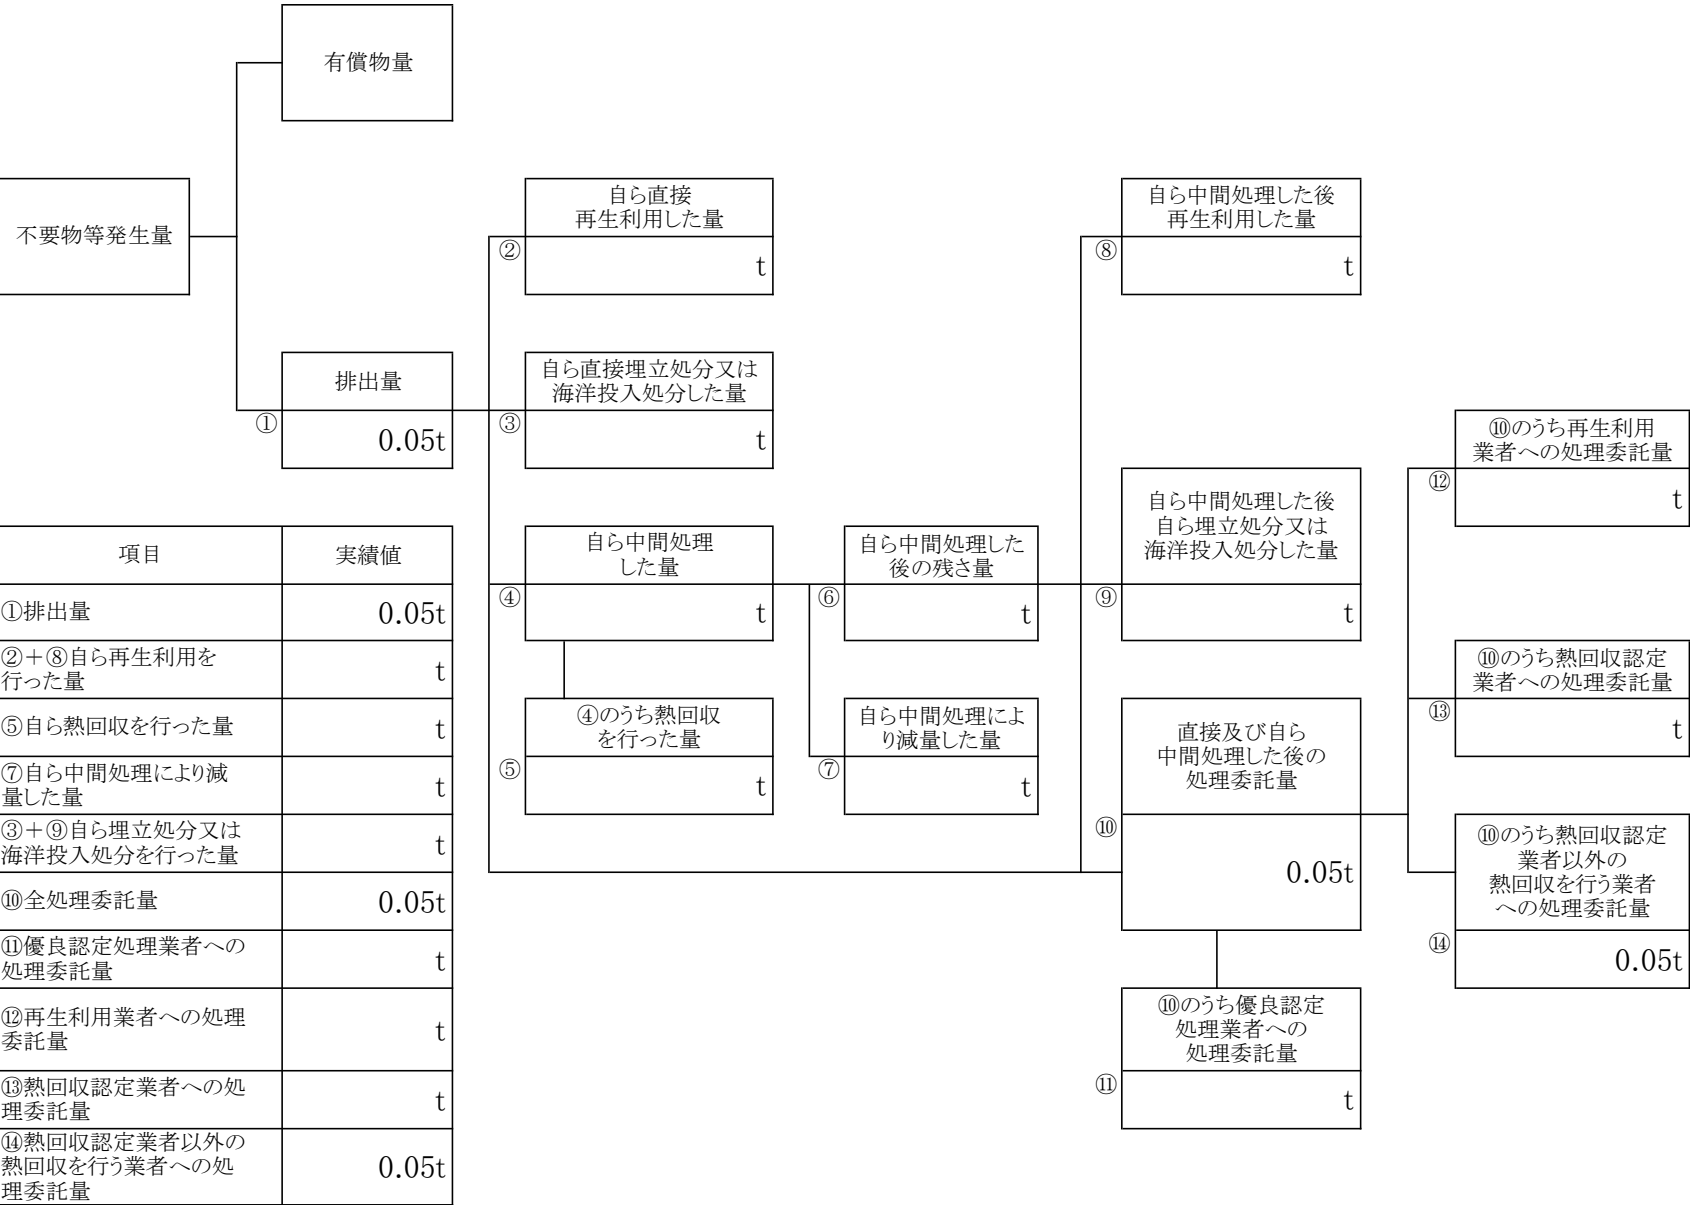 有償物量
不要物等発生量
自ら直接
再生利用した量
②
t
自ら中間処理した後
再生利用した量
⑧
t
排出量
①
0.05t
自ら直接埋立処分又は
海洋投入処分した量
③
t
⑩のうち再生利用
業者への処理委託量
⑫
t
自ら中間処理
した量
④
t
自ら中間処理した
後の残さ量
⑥
t
自ら中間処理した後
自ら埋立処分又は
海洋投入処分した量
⑨
t
⑩のうち熱回収認定
業者への処理委託量
⑬
t
④のうち熱回収
を行った量
⑤
t
自ら中間処理によ
り減量した量
⑦
t
直接及び自ら
中間処理した後の
処理委託量
⑩
0.05t
⑩のうち熱回収認定
業者以外の
熱回収を行う業者
への処理委託量
⑭
0.05t
⑩のうち優良認定
処理業者への
処理委託量
⑪
t
項目
実績値
①排出量
0.05t
②＋⑧自ら再生利用を
行った量
t
⑤自ら熱回収を行った量
t
⑦自ら中間処理により減
量した量
t
③＋⑨自ら埋立処分又は
海洋投入処分を行った量
t
⑩全処理委託量
0.05t
⑪優良認定処理業者への
処理委託量
t
⑫再生利用業者への処理
委託量
t
⑬熱回収認定業者への処
理委託量
t
⑭熱回収認定業者以外の
熱回収を行う業者への処
理委託量
0.05t